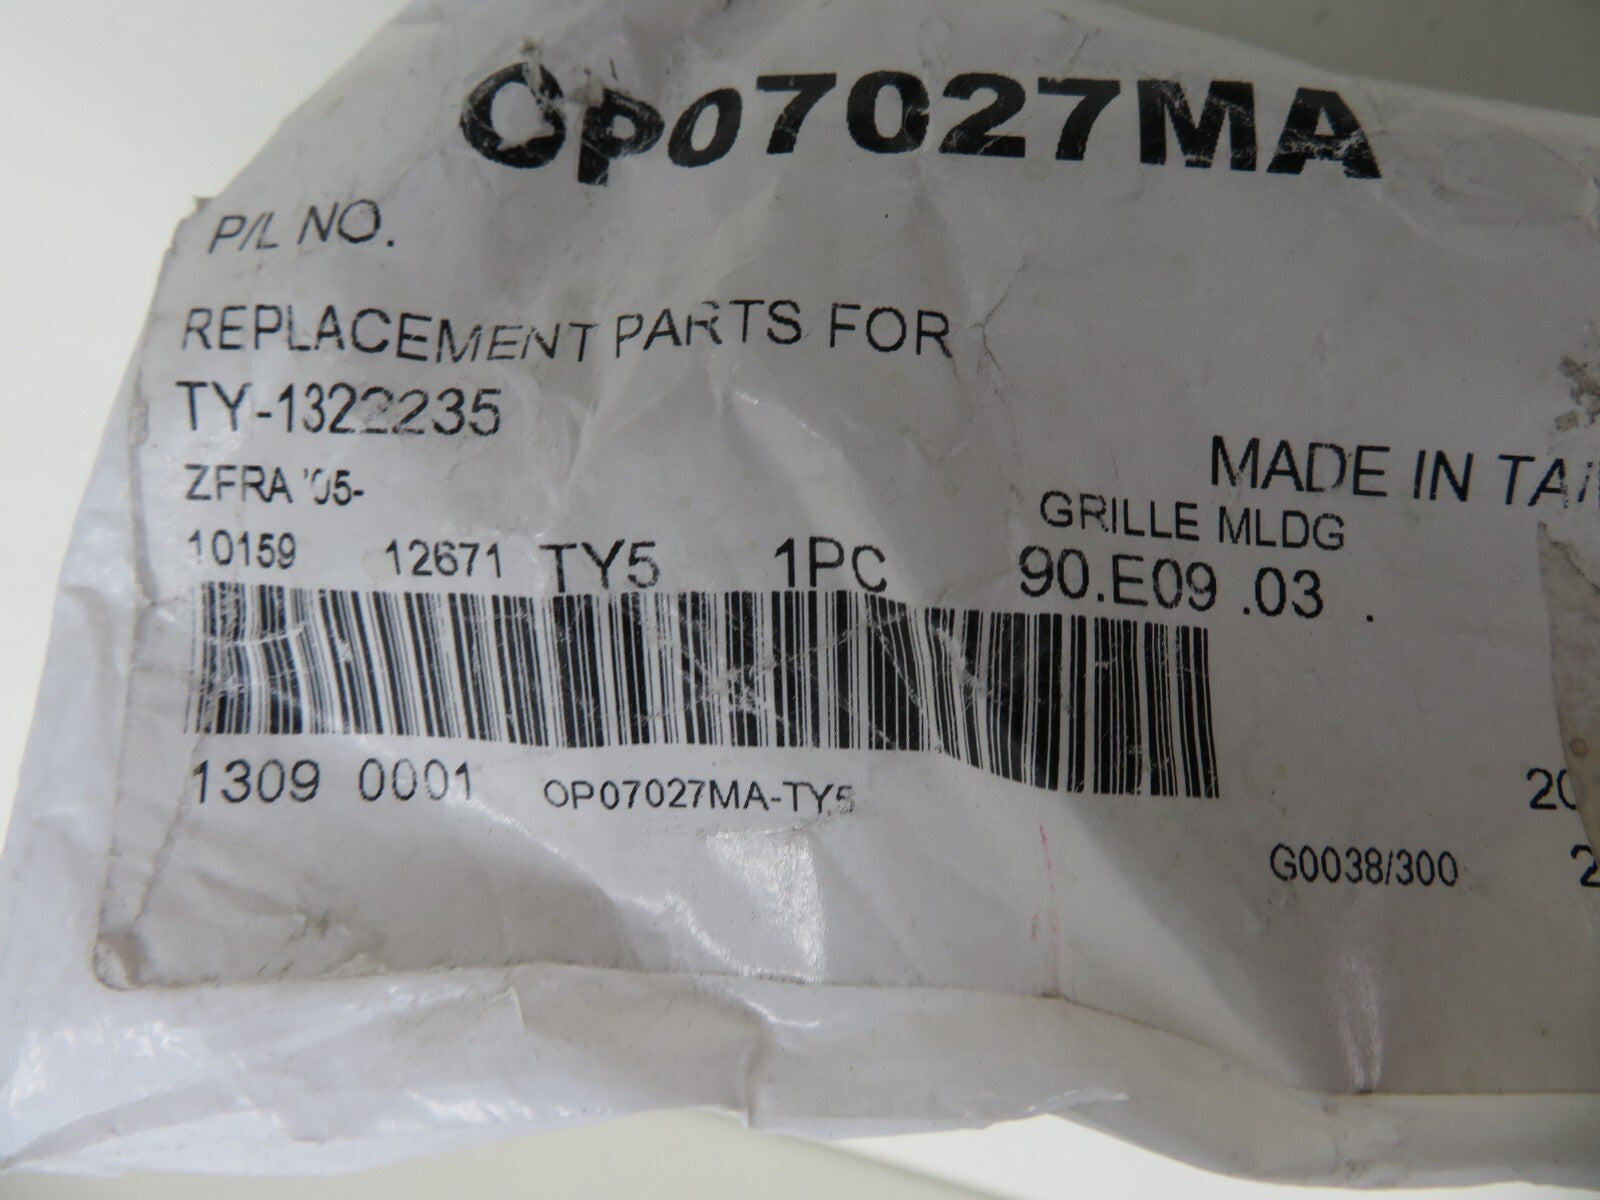 OP07027MA
P/L NO.
REPLACEMENT PARTS FOR
TY-1322235
MADE IN
ZFRA '05-
GRILLE MLDG
10159 12671 TY5 1PC 90.E09 .03 .
1309 0001 OP07027MA-TY5
G0038/300